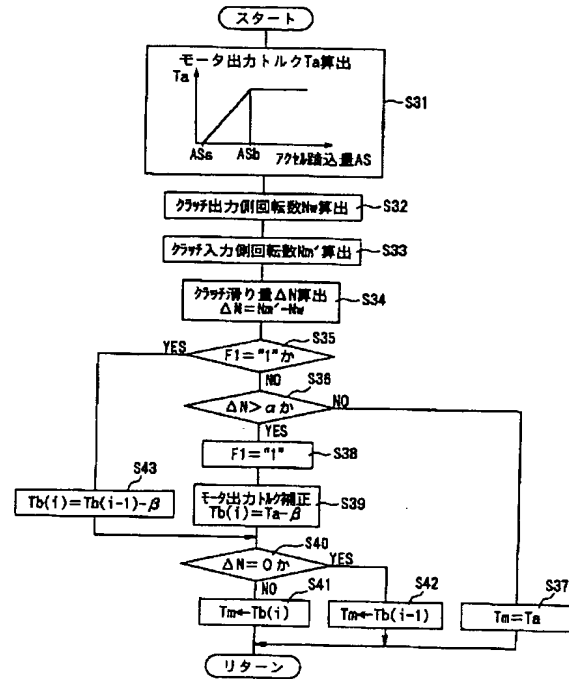 スタート
モータ出力トルクTa算出
Ta
ASa
ASb
アクセル踏込量AS
S31
クラッチ出力側回転数Nw算出
S32
クラッチ入力側回転数Nm′算出
S33
クラッチ滑り量ΔN算出
ΔN=Nm′-Nw
S34
S35
YES
F1="1"か
NO
S36
ΔN>αか
NO
YES
F1="1"
S38
S43
Tb(i)=Tb(i-1)-β
モータ出力トルク補正
Tb(i)=Ta-β
S39
S40
ΔN=0か
YES
NO
S41
Tm←Tb(i)
S42
Tm←Tb(i-1)
S37
Tm=Ta
リターン